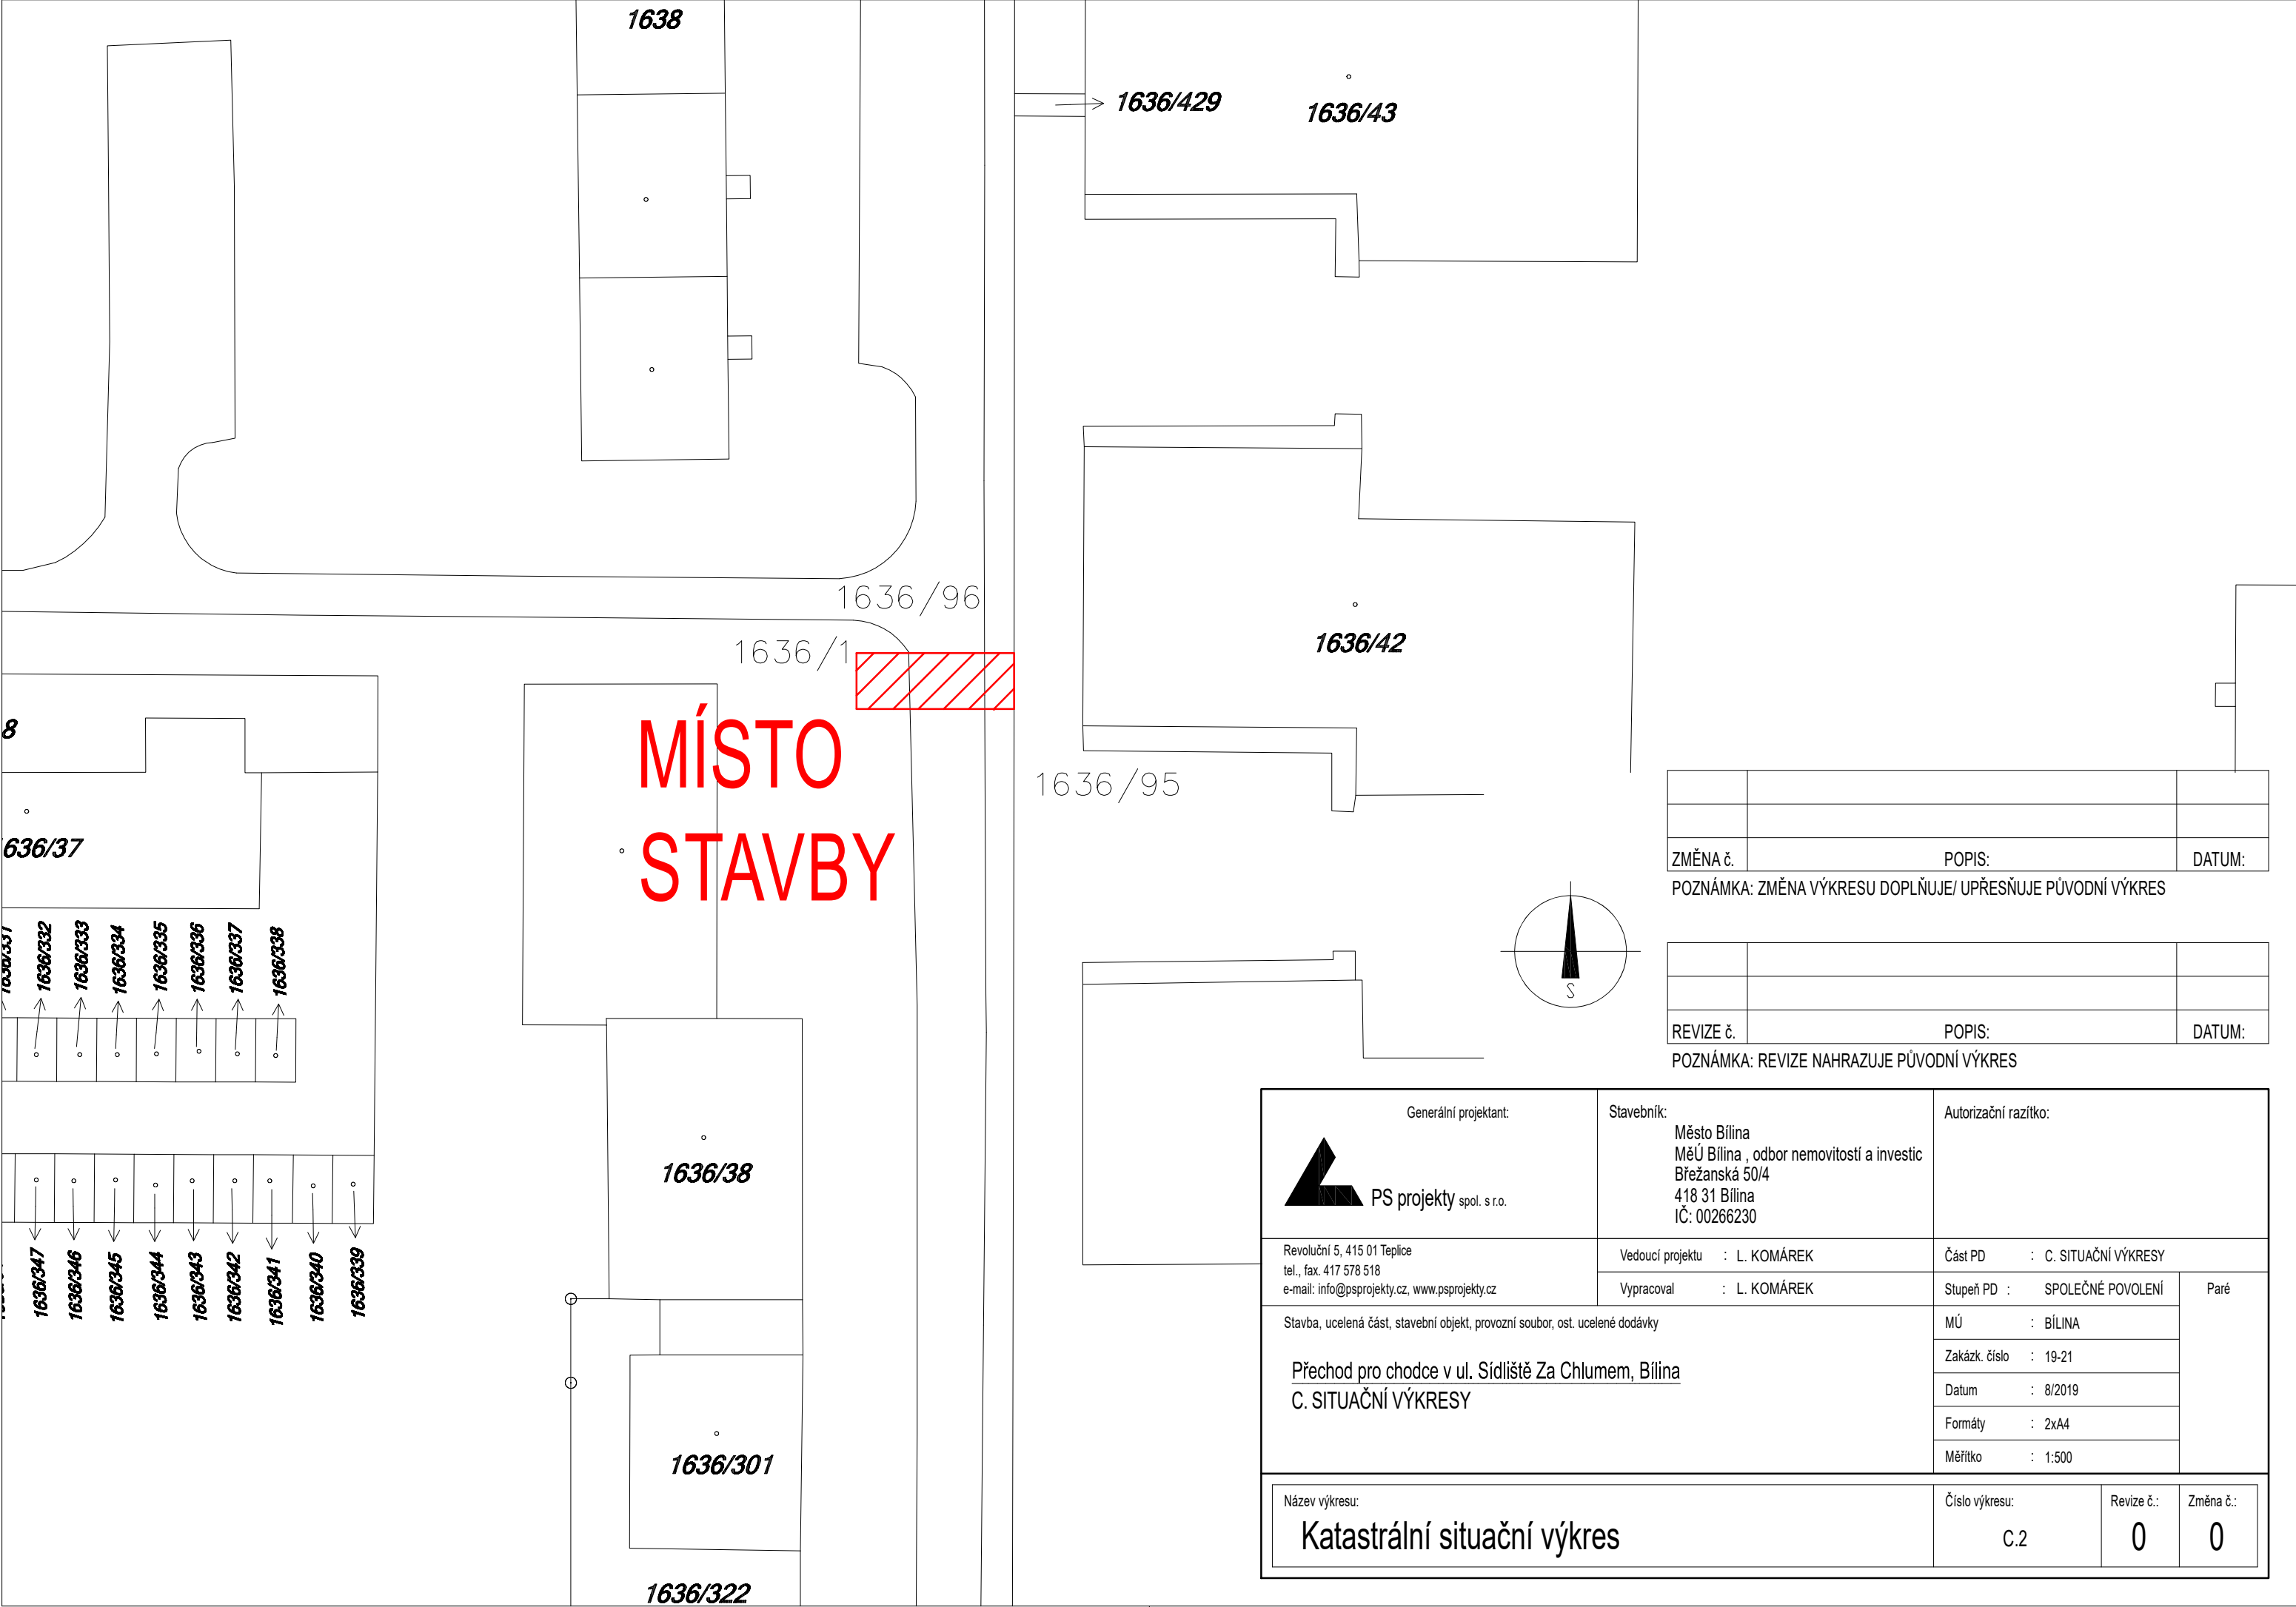 1638
1636/429
1636/43
1636/96
1636/1
1636/42
MÍSTO
STAVBY
1636/95
8
636/37
1636/331
1636/332
1636/333
1636/334
1636/335
1636/336
1636/337
1636/338
1636/38
1636/347
1636/346
1636/345
1636/344
1636/343
1636/342
1636/341
1636/340
1636/339
1636/301
1636/322
S
ZMĚNA č. POPIS: DATUM:
POZNÁMKA: ZMĚNA VÝKRESU DOPLŇUJE/ UPŘESŇUJE PŮVODNÍ VÝKRES
REVIZE č. POPIS: DATUM:
POZNÁMKA: REVIZE NAHRAZUJE PŮVODNÍ VÝKRES
Generální projektant:
PS projekty spol. s r.o.
Stavebník:
Město Bílina
MěÚ Bílina , odbor nemovitostí a investic
Břežanská 50/4
418 31 Bílina
IČ: 00266230
Autorizační razítko:
Revoluční 5, 415 01 Teplice
tel., fax. 417 578 518
e-mail: info@psprojekty.cz, www.psprojekty.cz
Vedoucí projektu : L. KOMÁREK
Vypracoval : L. KOMÁREK
Část PD : C. SITUAČNÍ VÝKRESY
Stupeň PD : SPOLEČNÉ POVOLENÍ
Paré
MÚ : BÍLINA
Zakázk. číslo : 19-21
Datum : 8/2019
Formáty : 2xA4
Měřítko : 1:500
Stavba, ucelená část, stavební objekt, provozní soubor, ost. ucelené dodávky
Přechod pro chodce v ul. Sídliště Za Chlumem, Bílina
C. SITUAČNÍ VÝKRESY
Název výkresu:
Katastrální situační výkres
Číslo výkresu:
C.2
Revize č.:
0
Změna č.:
0